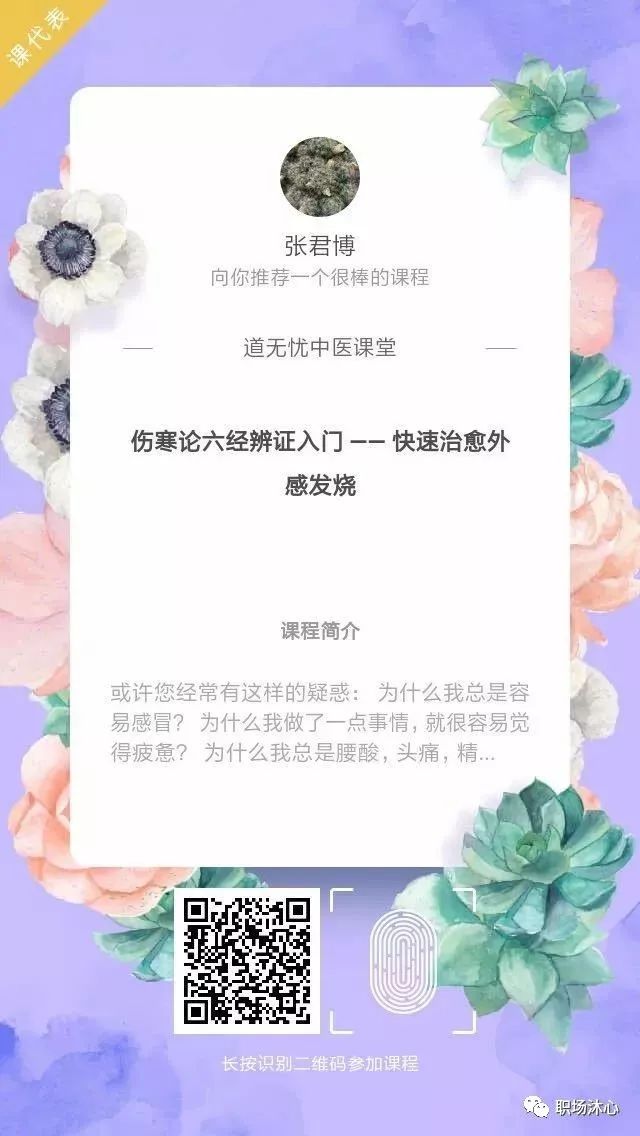 课代表
张君博
向你推荐一个很棒的课程
道无忧中医课堂
伤寒论六经辨证入门 —— 快速治愈外
感发烧
课程简介
或许您经常有这样的疑惑： 为什么我总是容
易感冒？ 为什么我做了一点事情，就很容易觉
得疲惫？ 为什么我总是腰酸，头痛，精...
长按识别二维码参加课程
职场沐心